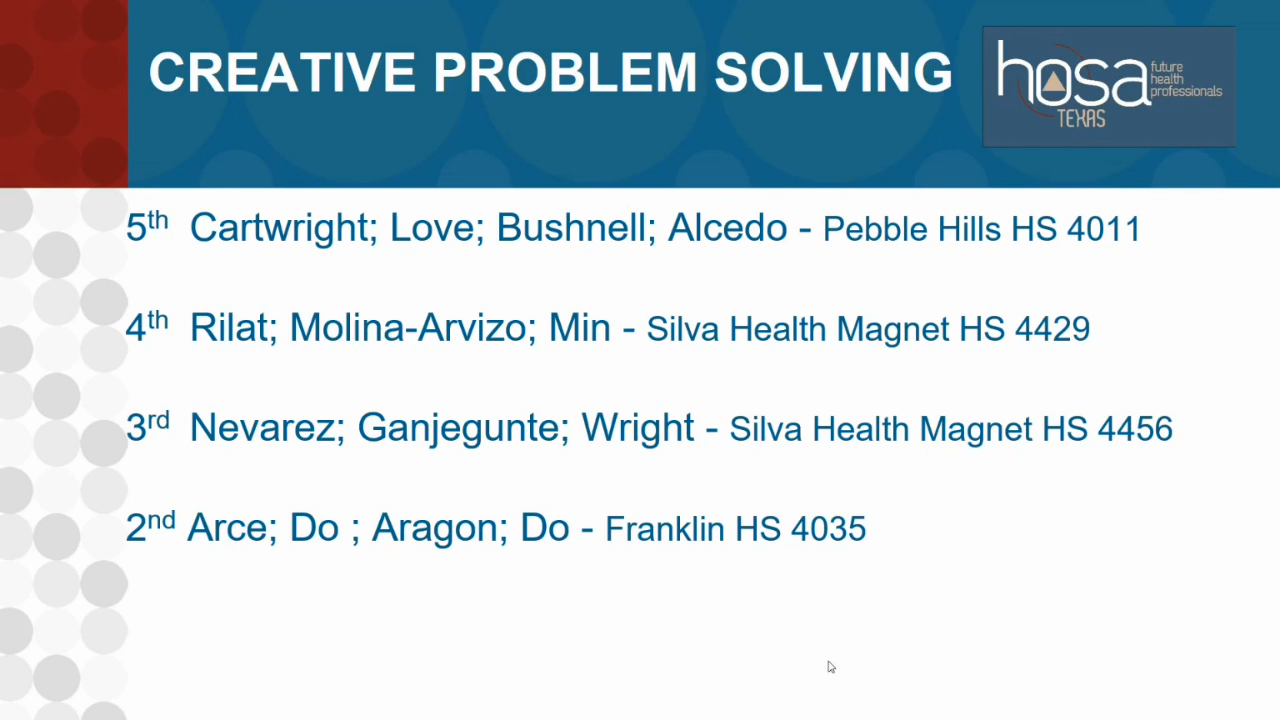 CREATIVE PROBLEM SOLVING
hosa future health professionals
TEXAS
5th Cartwright; Love; Bushnell; Alcedo - Pebble Hills HS 4011
4th Rilat; Molina-Arvizo; Min - Silva Health Magnet HS 4429
3rd Nevarez; Ganjegunte; Wright - Silva Health Magnet HS 4456
2nd Arce; Do ; Aragon; Do - Franklin HS 4035